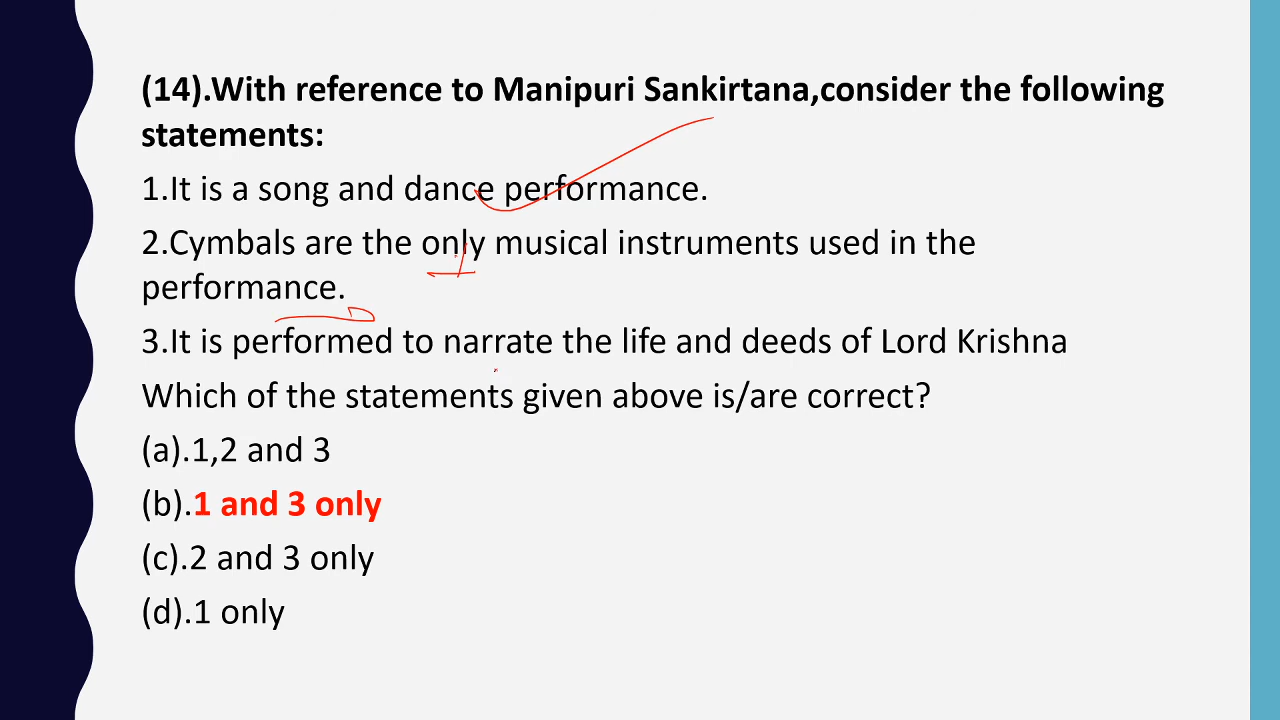 (14).With reference to Manipuri Sankirtana,consider the following
statements:
1.It is a song and dance performance.
2.Cymbals are the only musical instruments used in the
performance.
3.It is performed to narrate the life and deeds of Lord Krishna
Which of the statements given above is/are correct?
(a).1,2 and 3
(b).1 and 3 only
(c).2 and 3 only
(d).1 only